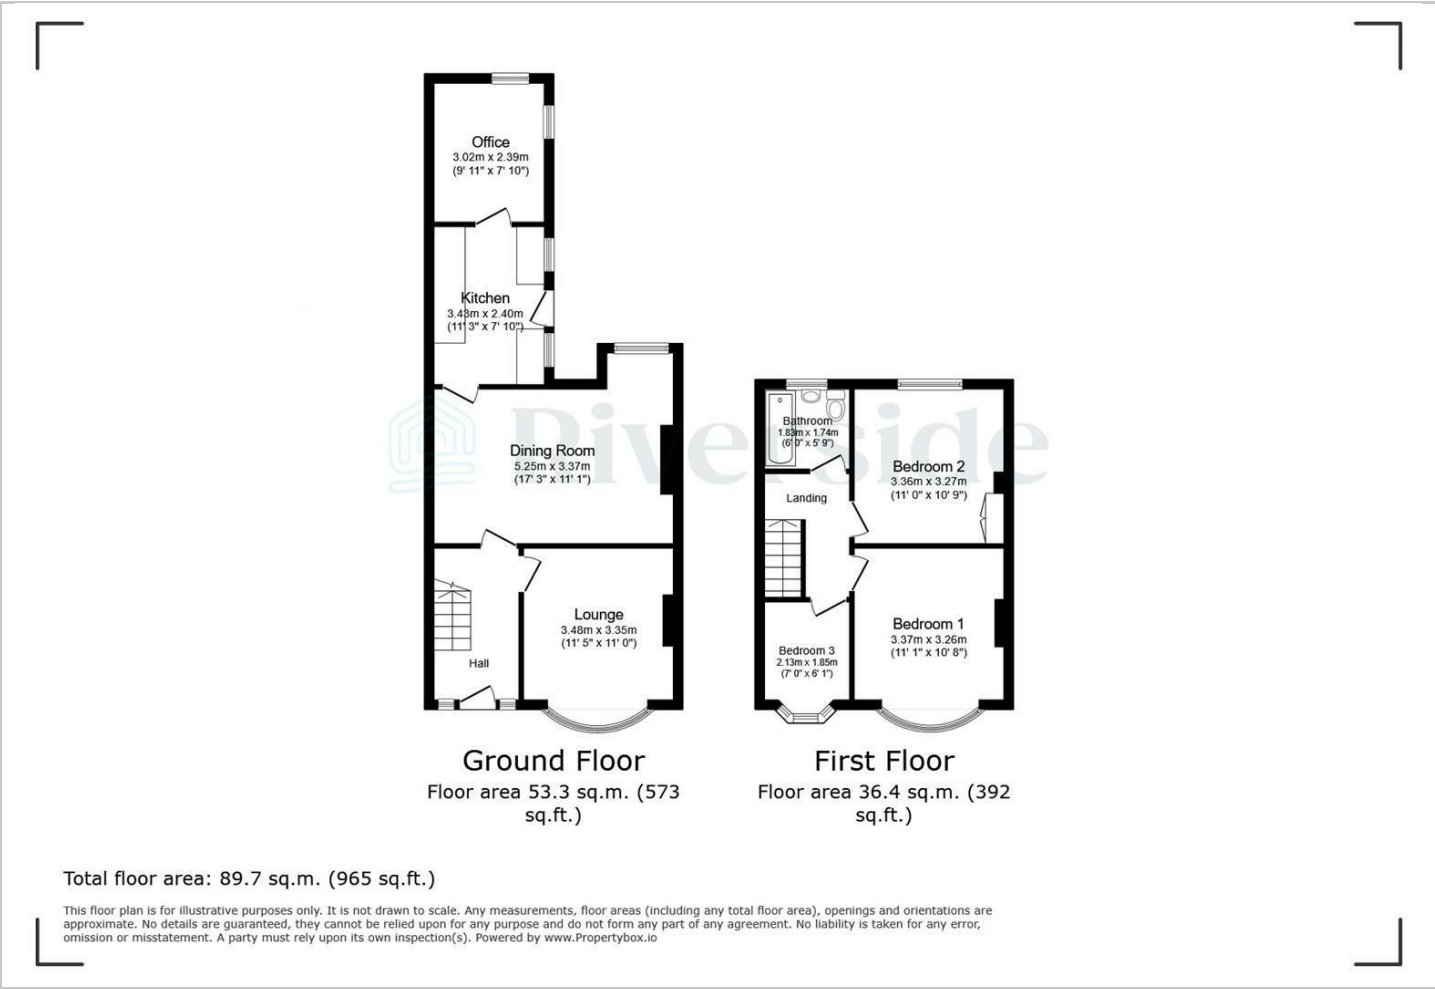 Office
3.02m x 2.39m
(9' 11" x 7' 10")
Kitchen
3.43m x 2.40m
(11' 3" x 7' 10")
Riverside
Dining Room
5.25m x 3.37m
(17' 3" x 11' 1")
Lounge
3.48m x 3.35m
(11' 5" x 11' 0")
Hall
Bathroom
1.83m x 1.74m
(6' 0" x 5' 9")
Bedroom 2
3.36m x 3.27m
(11' 0" x 10' 9")
Landing
Bedroom 1
3.37m x 3.26m
(11' 1" x 10' 8")
Bedroom 3
2.13m x 1.85m
(7' 0" x 6' 1")
Ground Floor
Floor area 53.3 sq.m. (573
sq.ft.)
First Floor
Floor area 36.4 sq.m. (392
sq.ft.)
Total floor area: 89.7 sq.m. (965 sq.ft.)
This floor plan is for illustrative purposes only. It is not drawn to scale. Any measurements, floor areas (including any total floor area), openings and orientations are
approximate. No details are guaranteed, they cannot be relied upon for any purpose and do not form any part of any agreement. No liability is taken for any error,
omission or misstatement. A party must rely upon its own inspection(s). Powered by www.Propertybox.io